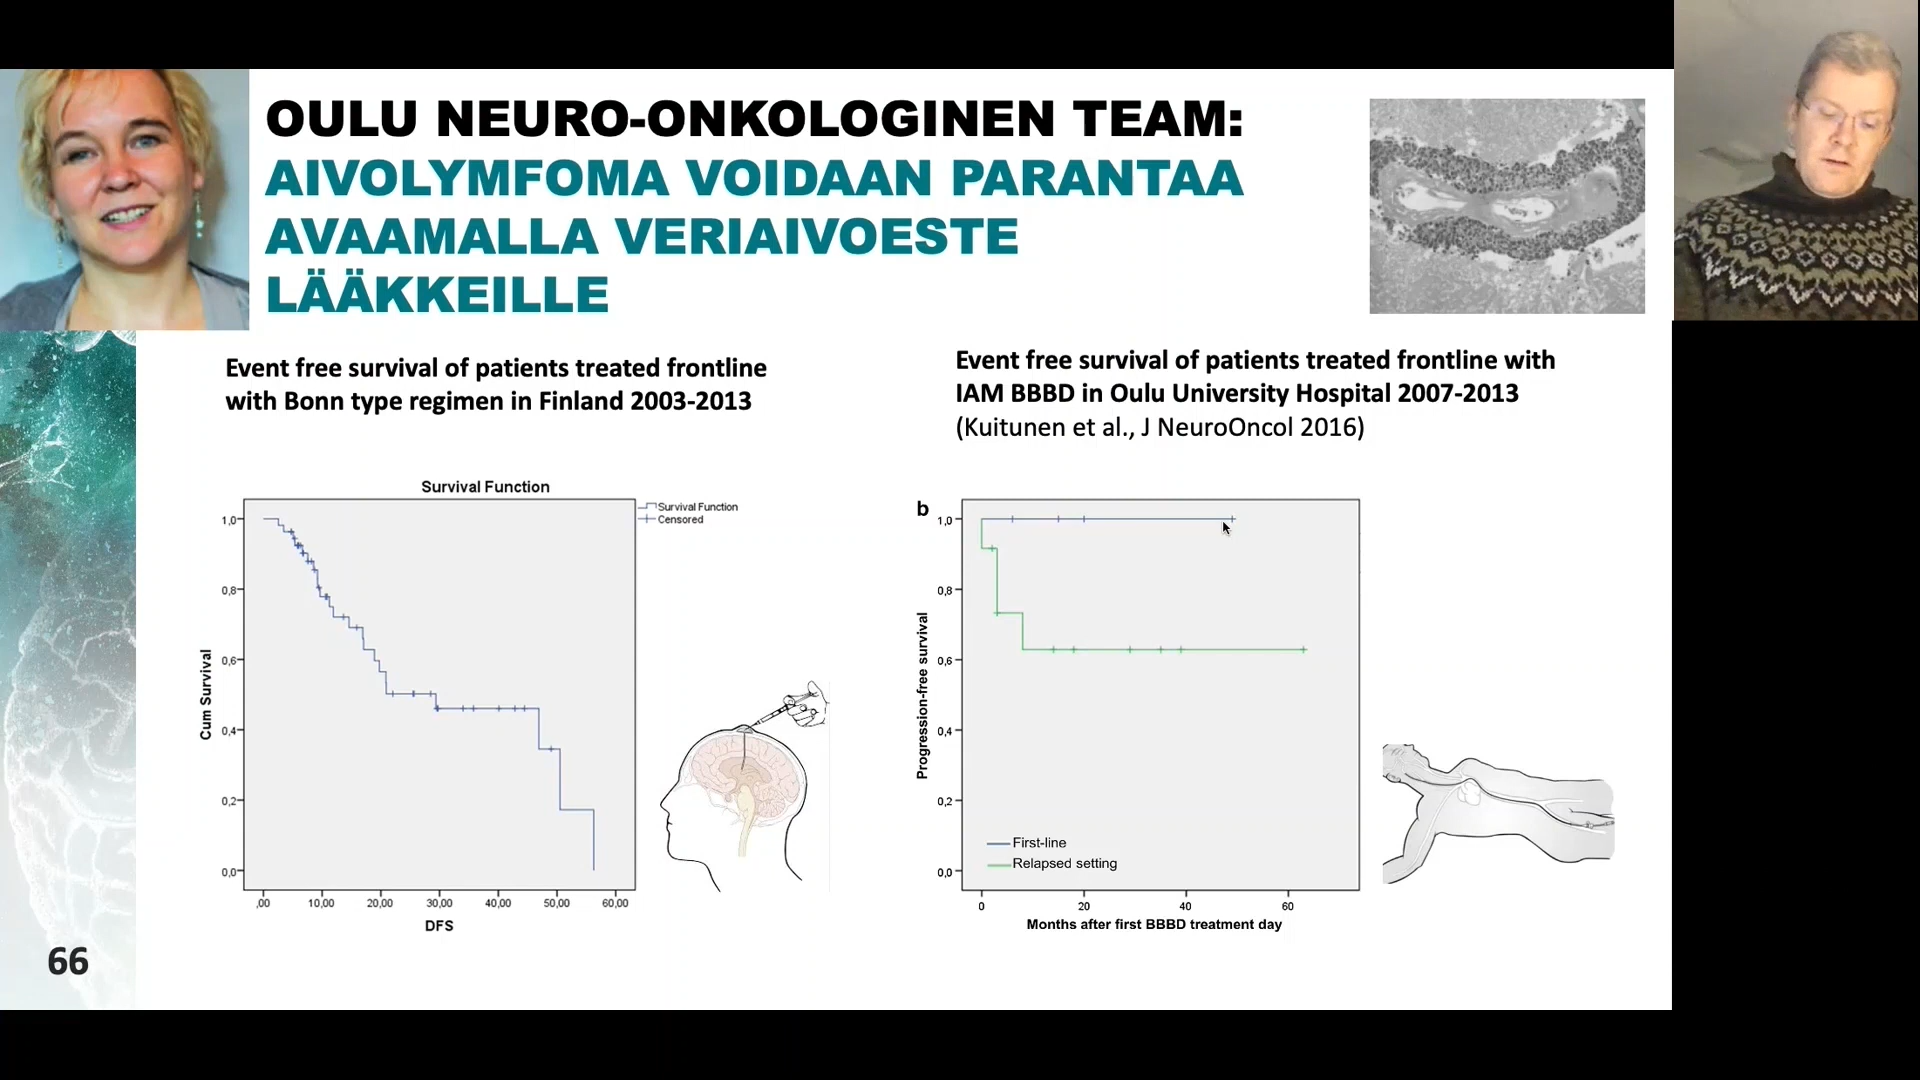 OULU NEURO-ONKOLOGINEN TEAM:
AIVOLYMFOMA VOIDAAN PARANTAA
AVAAMALLA VERIAIVOESTE
LÄÄKKEILLE
Event free survival of patients treated frontline
with Bonn type regimen in Finland 2003-2013
Event free survival of patients treated frontline with
IAM BBBD in Oulu University Hospital 2007-2013
(Kuitunen et al., J NeuroOncol 2016)
Survival Function
Survival Function
Censored
Cum Survival
1,0
0,8
0,6
0,4
0,2
0,0
,00 10,00 20,00 30,00 40,00 50,00 60,00
DFS
b
Progression-free survival
1,0
0,8
0,6
0,4
0,2
0,0
First-line
Relapsed setting
0 20 40 60
Months after first BBBD treatment day
66